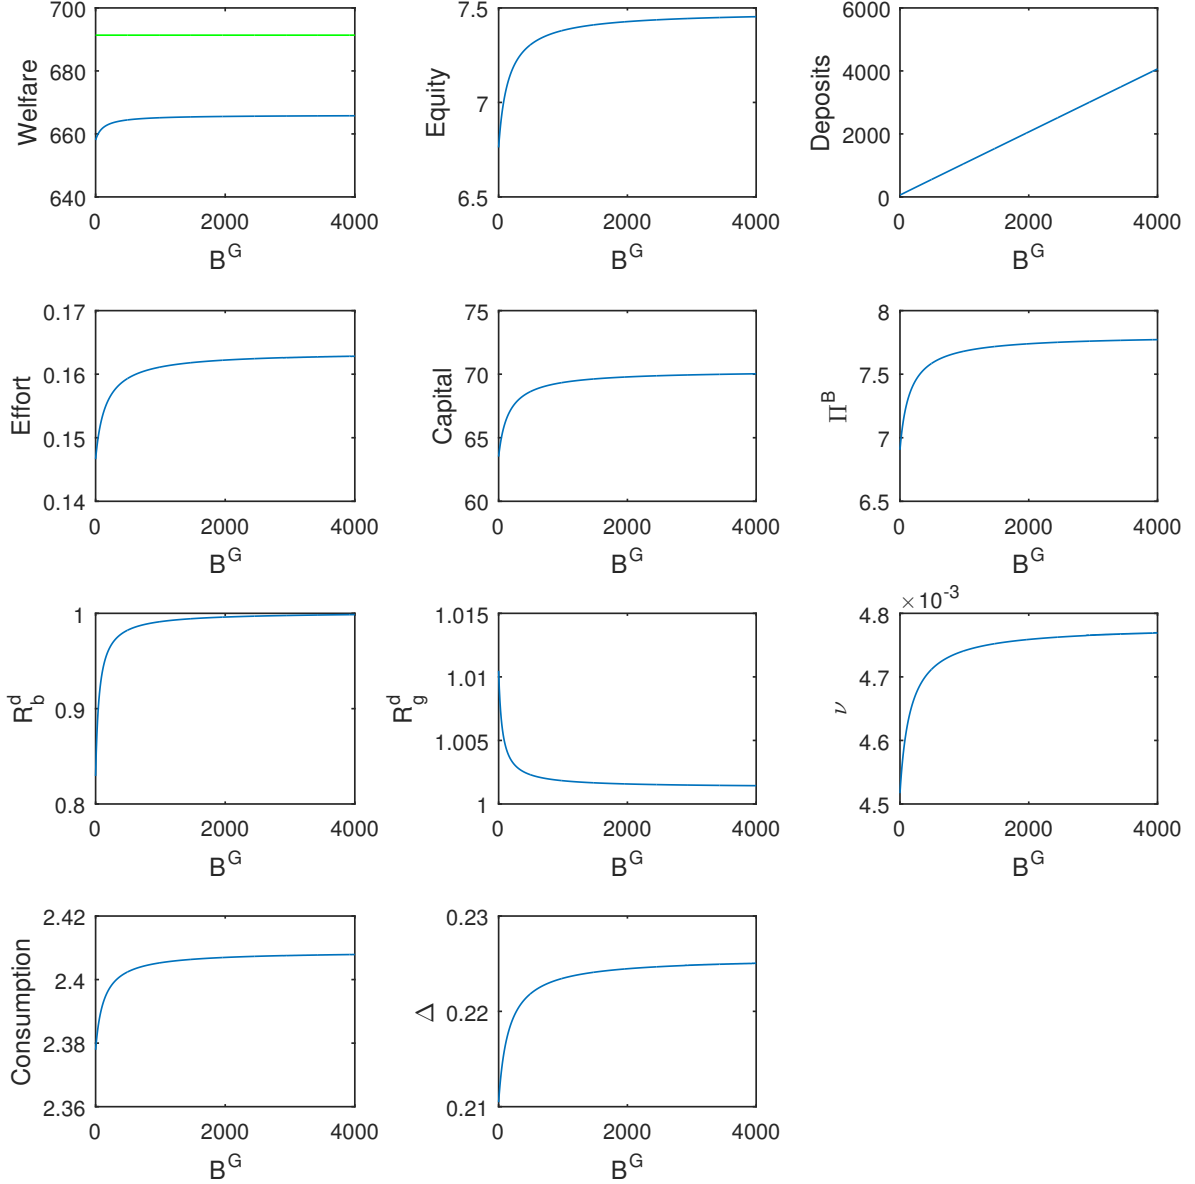 Welfare
700
680
660
640
0 2000 4000
B^G
Equity
7.5
7
6.5
0 2000 4000
B^G
Deposits
6000
4000
2000
0
0 2000 4000
B^G
Effort
0.17
0.16
0.15
0.14
0 2000 4000
B^G
Capital
75
70
65
60
0 2000 4000
B^G
Π^B
8
7.5
7
6.5
0 2000 4000
B^G
R_b^d
1
0.9
0.8
0 2000 4000
B^G
R_g^d
1.015
1.01
1.005
1
0 2000 4000
B^G
ν
× 10^-3
4.8
4.7
4.6
4.5
0 2000 4000
B^G
Consumption
2.42
2.4
2.38
2.36
0 2000 4000
B^G
Δ
0.23
0.22
0.21
0 2000 4000
B^G